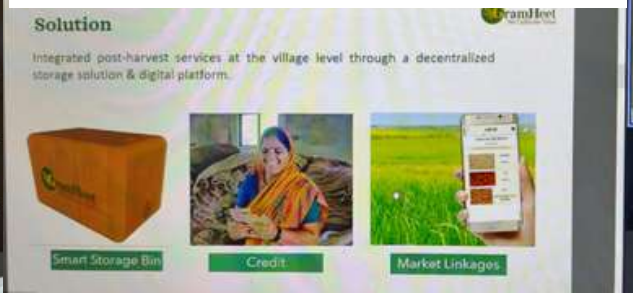 Solution
GramHeet
Integrated post-harvest services at the village level through a decentralized
storage solution & digital platform.
GramHeet
Smart Storage Bin
Credit
Market Linkages